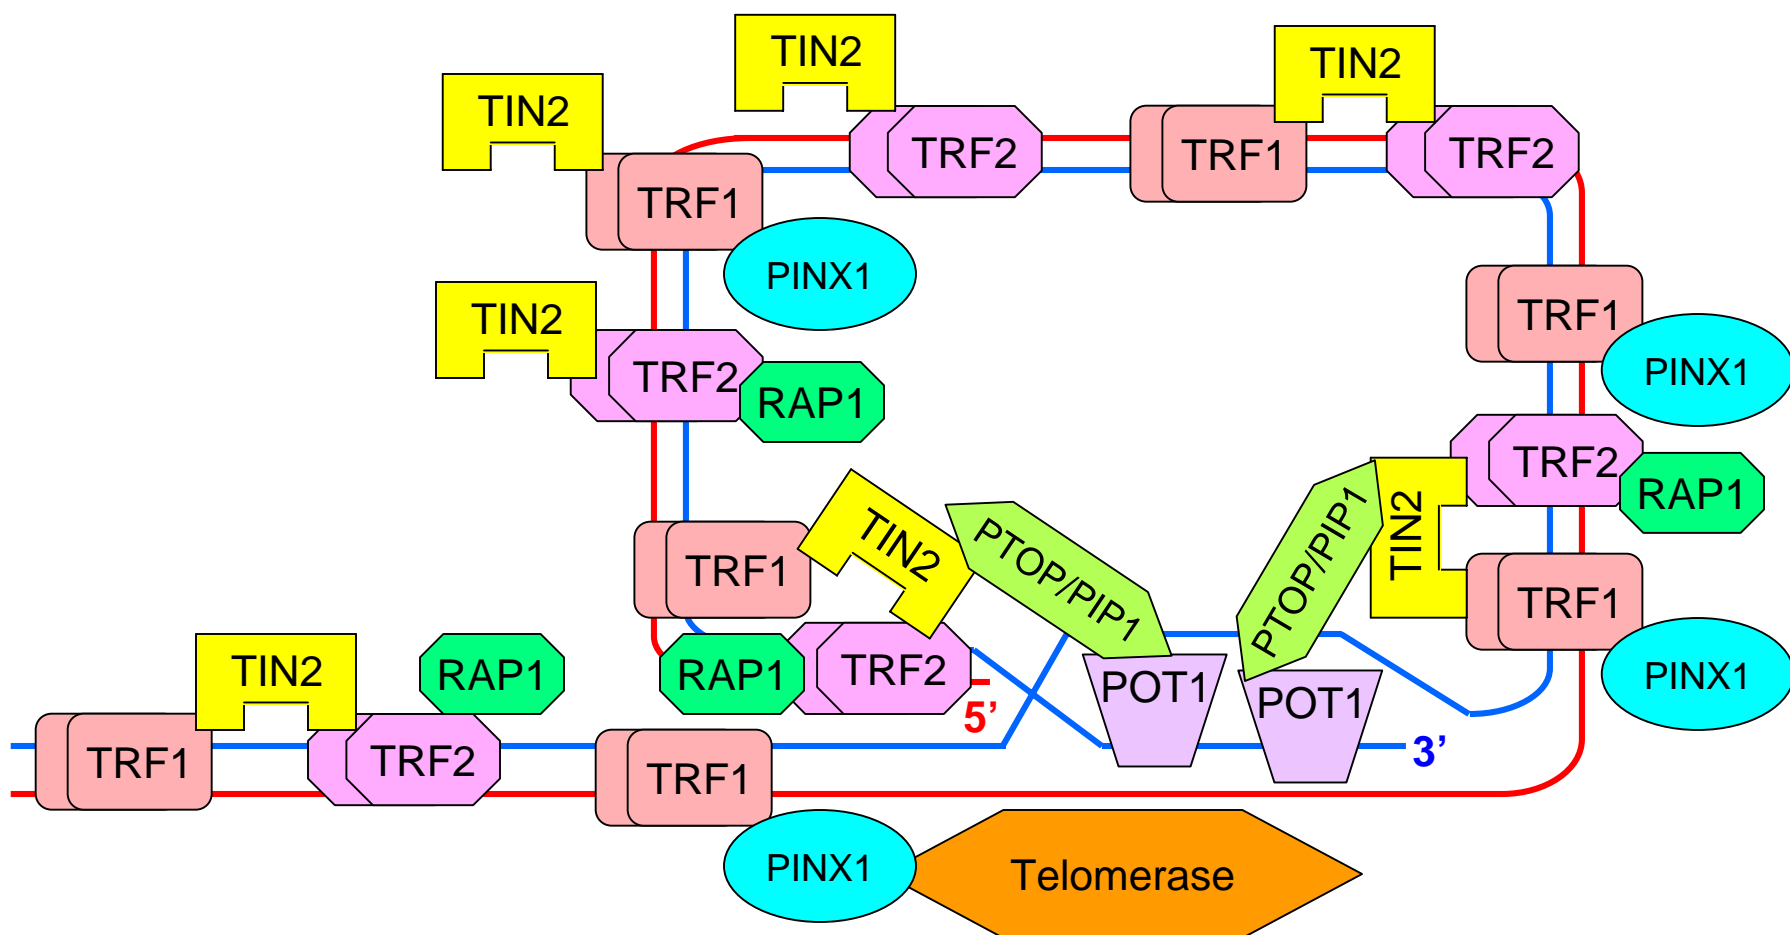 TIN2
TIN2
TIN2
TRF2
TRF1
TRF2
TRF1
PINX1
TIN2
TRF1
TRF2
PINX1
RAP1
TRF2
RAP1
TIN2
PTOP/PIP1
PTOP/PIP1
TIN2
TRF1
TRF1
TIN2
RAP1
RAP1
TRF2
POT1
POT1
PINX1
5’
3’
TRF1
TRF2
TRF1
PINX1
Telomerase